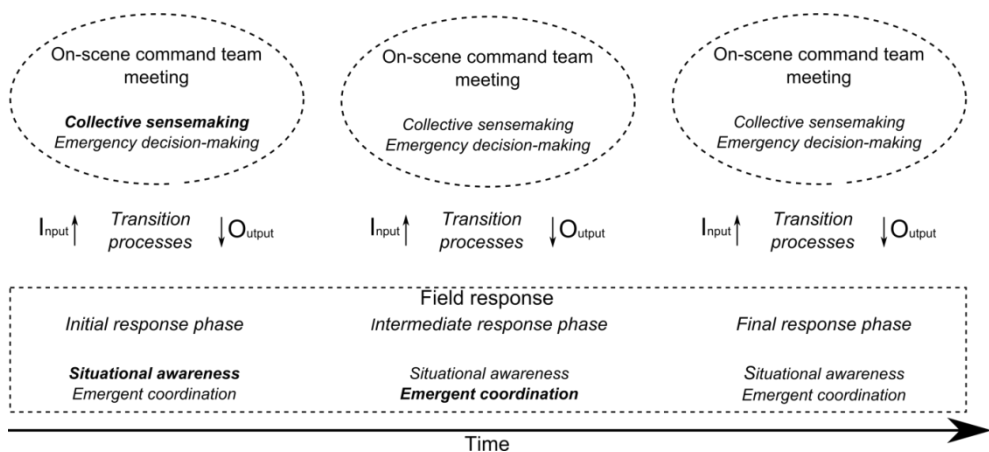 On-scene command team
meeting
Collective sensemaking
Emergency decision-making
On-scene command team
meeting
Collective sensemaking
Emergency decision-making
On-scene command team
meeting
Collective sensemaking
Emergency decision-making
Input
Transition
processes
Output
Input
Transition
processes
Output
Input
Transition
processes
Output
Field response
Initial response phase
Intermediate response phase
Final response phase
Situational awareness
Emergent coordination
Situational awareness
Emergent coordination
Situational awareness
Emergent coordination
Time